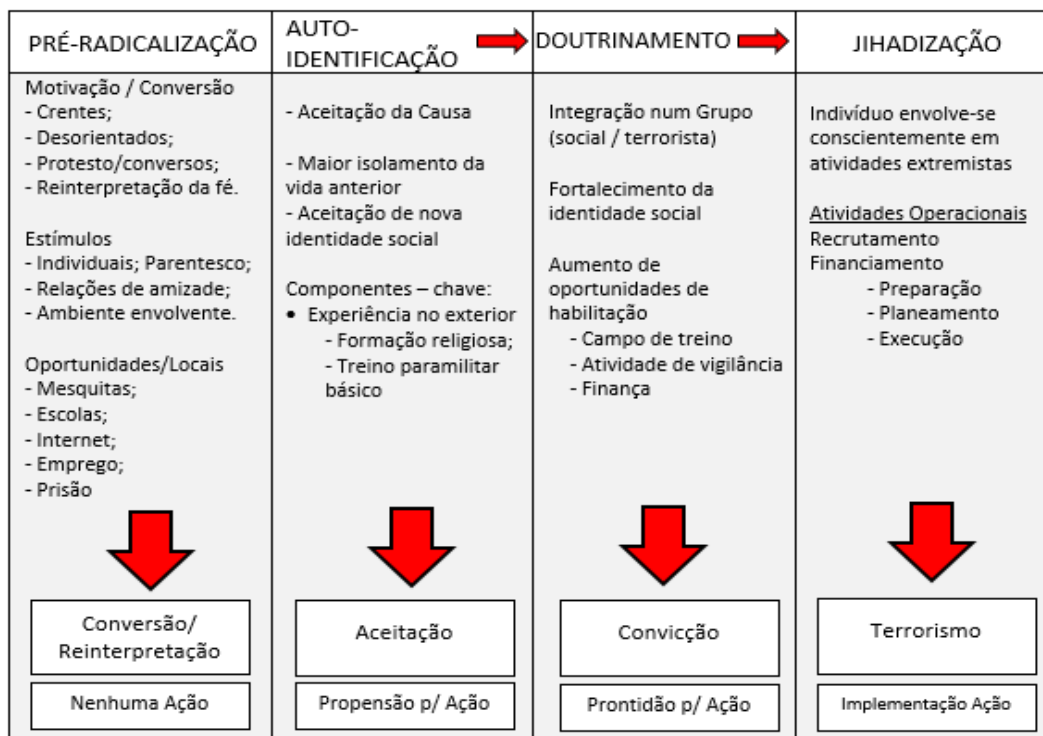 PRÉ-RADICALIZAÇÃO
Motivação / Conversão
- Crentes;
- Desorientados;
- Protesto/conversos;
- Reinterpretação da fé.
Estímulos
- Individuais; Parentesco;
- Relações de amizade;
- Ambiente envolvente.
Oportunidades/Locais
- Mesquitas;
- Escolas;
- Internet;
- Emprego;
- Prisão
Conversão/
Reinterpretação
Nenhuma Ação
AUTO-
IDENTIFICAÇÃO
- Aceitação da Causa
- Maior isolamento da
vida anterior
- Aceitação de nova
identidade social
Componentes – chave:
• Experiência no exterior
- Formação religiosa;
- Treino paramilitar
básico
Aceitação
Propensão p/ Ação
DOUTRINAMENTO
Integração num Grupo
(social / terrorista)
Fortalecimento da
identidade social
Aumento de
oportunidades de
habilitação
- Campo de treino
- Atividade de vigilância
- Finança
Convicção
Prontidão p/ Ação
JIHADIZAÇÃO
Indivíduo envolve-se
conscientemente em
atividades extremistas
Atividades Operacionais
Recrutamento
Financiamento
- Preparação
- Planeamento
- Execução
Terrorismo
Implementação Ação